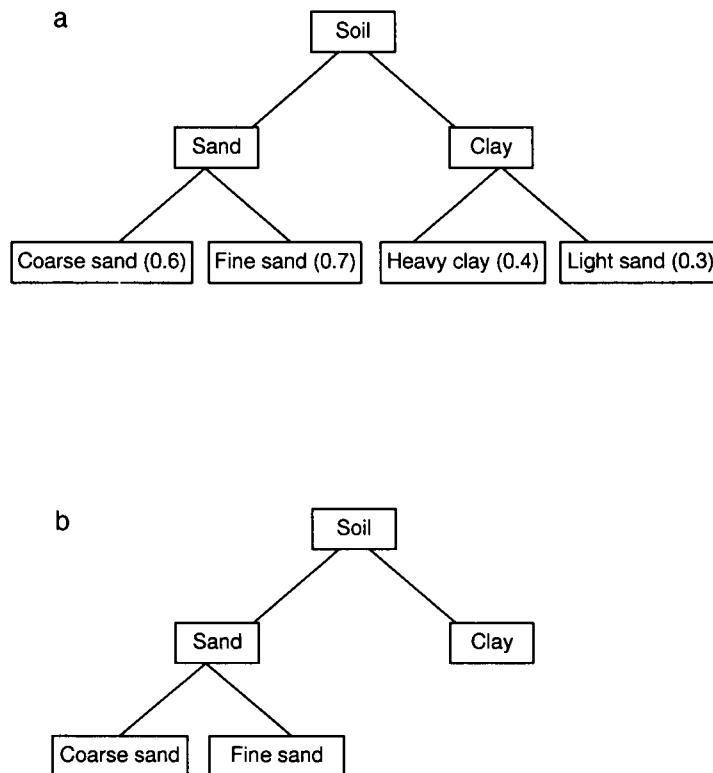 a
Soil
Sand Clay
Coarse sand (0.6) Fine sand (0.7) Heavy clay (0.4) Light sand (0.3)
b
Soil
Sand Clay
Coarse sand Fine sand